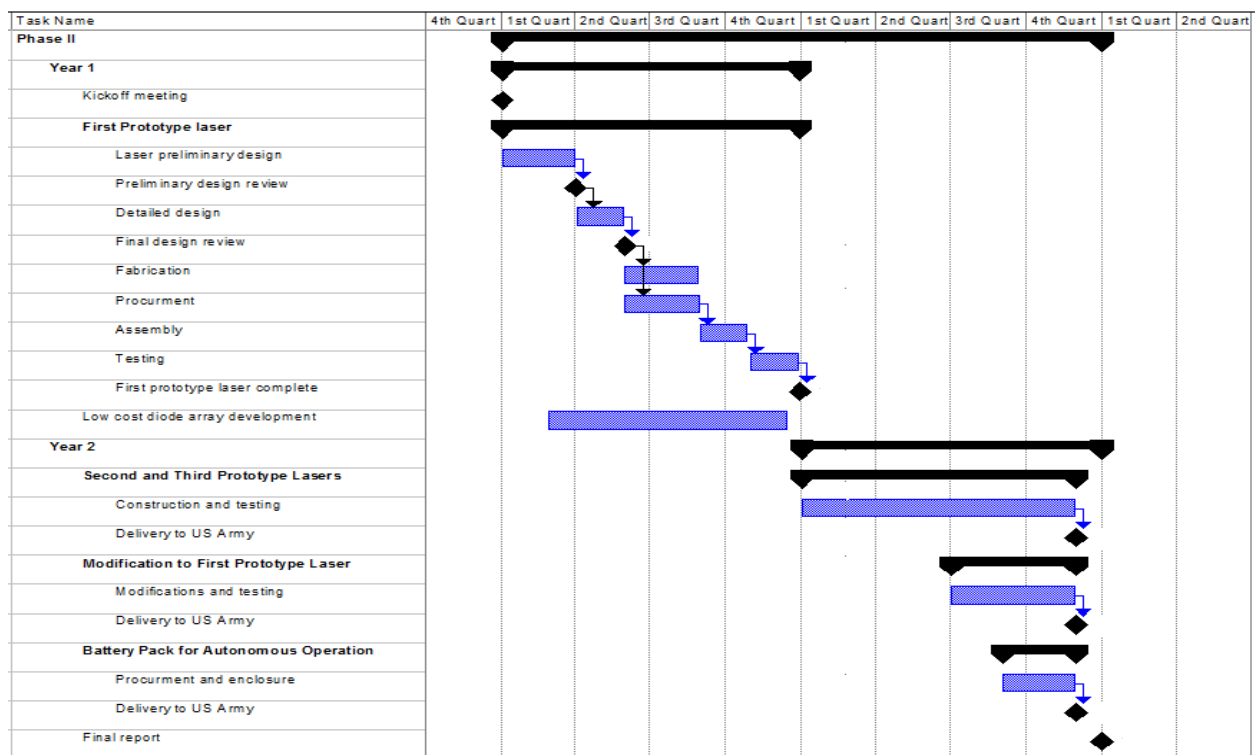 Task Name 4th Quart 1st Quart 2nd Quart 3rd Quart 4th Quart 1st Quart 2nd Quart 3rd Quart 4th Quart 1st Quart 2nd Quart
Phase II
Year 1
Kickoff meeting
First Prototype laser
Laser preliminary design
Preliminary design review
Detailed design
Final design review
Fabrication
Procurment
Assembly
Testing
First prototype laser complete
Low cost diode array development
Year 2
Second and Third Prototype Lasers
Construction and testing
Delivery to US Army
Modification to First Prototype Laser
Modifications and testing
Delivery to US Army
Battery Pack for Autonomous Operation
Procurment and enclosure
Delivery to US Army
Final report